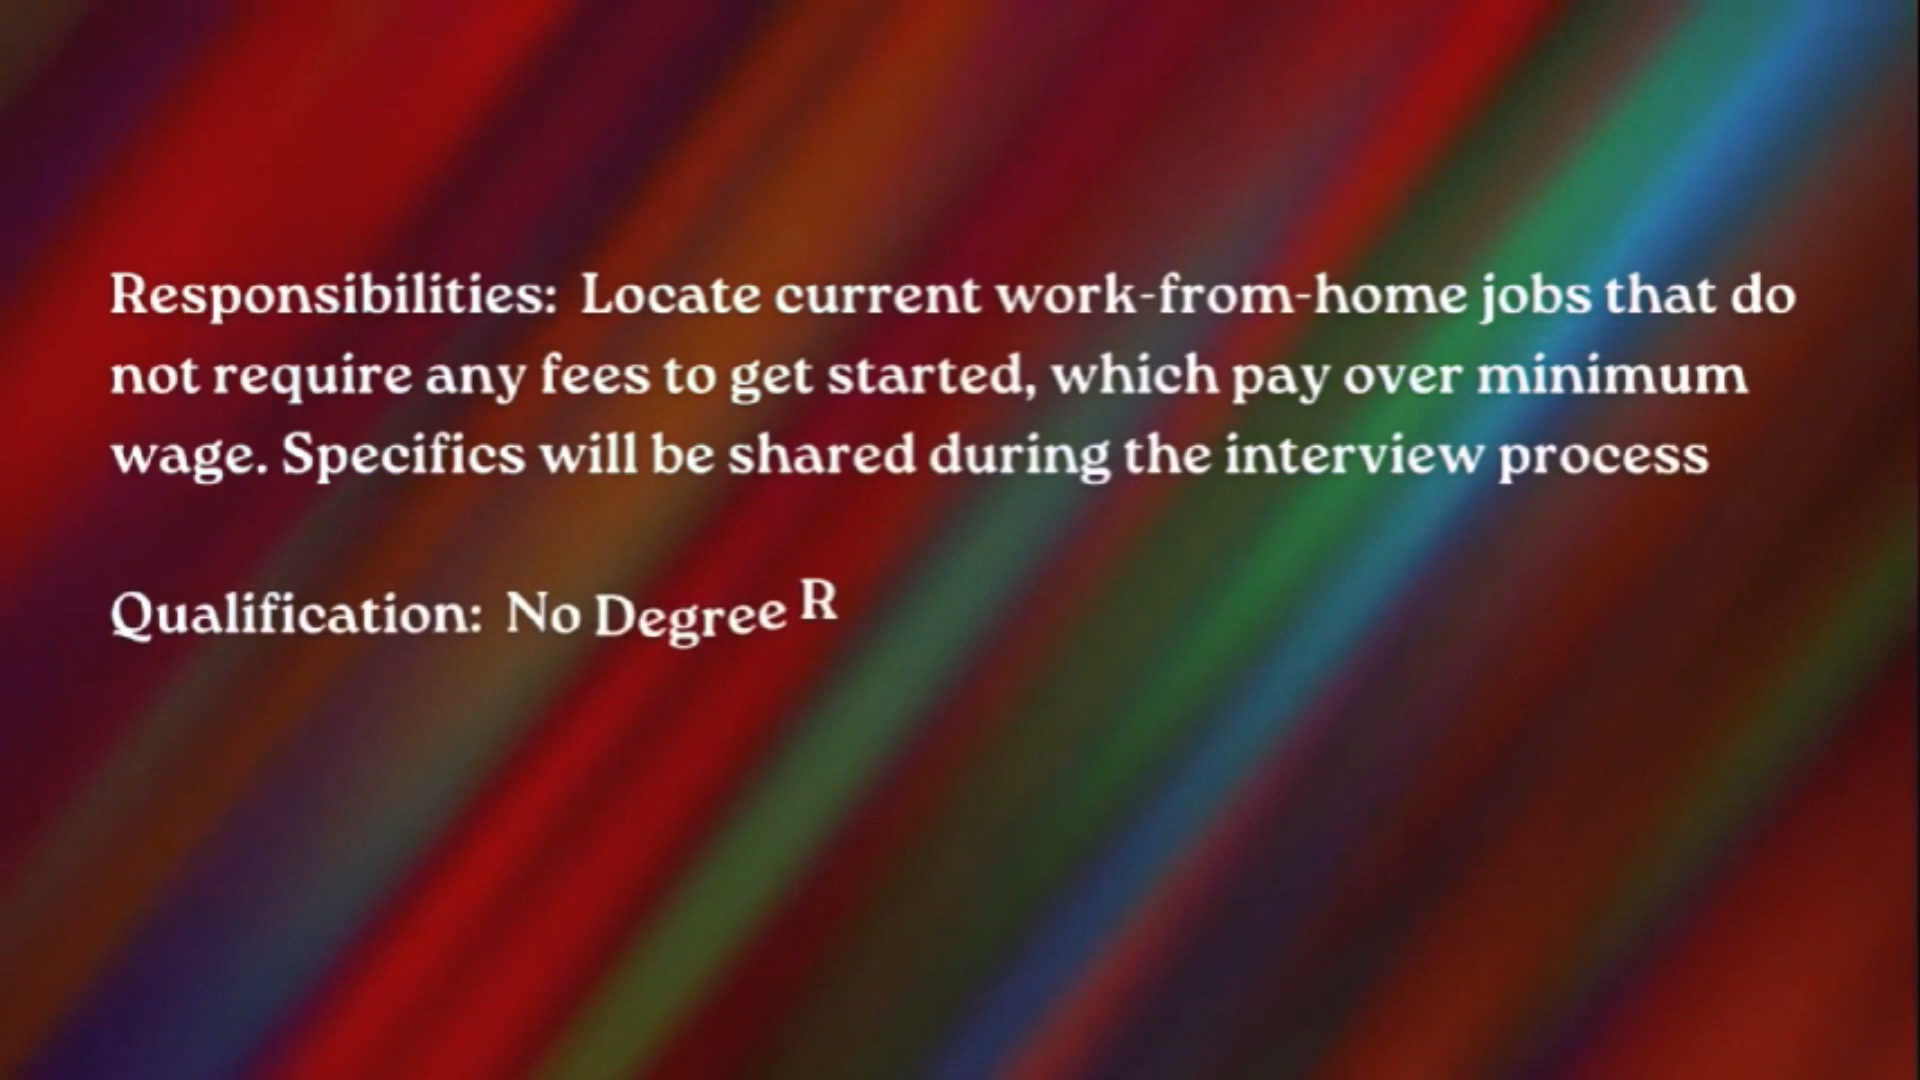 Responsibilities: Locate current work-from-home jobs that do
not require any fees to get started, which pay over minimum
wage. Specifics will be shared during the interview process
Qualification: No Degree R